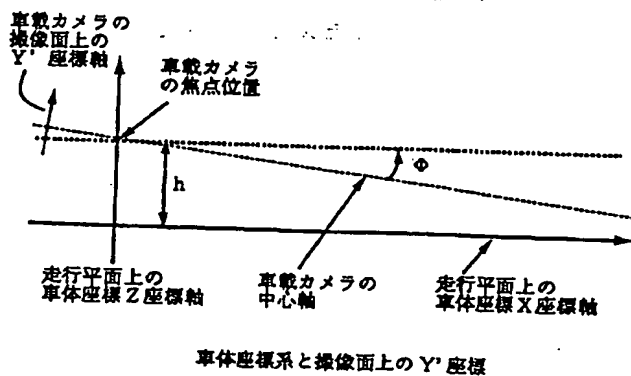 車載カメラの
撮像面上の
Y' 座標軸
車載カメラ
の焦点位置
Φ
h
走行平面上の
車体座標Z座標軸
車載カメラの
中心軸
走行平面上の
車体座標X座標軸
車体座標系と撮像面上のY'座標